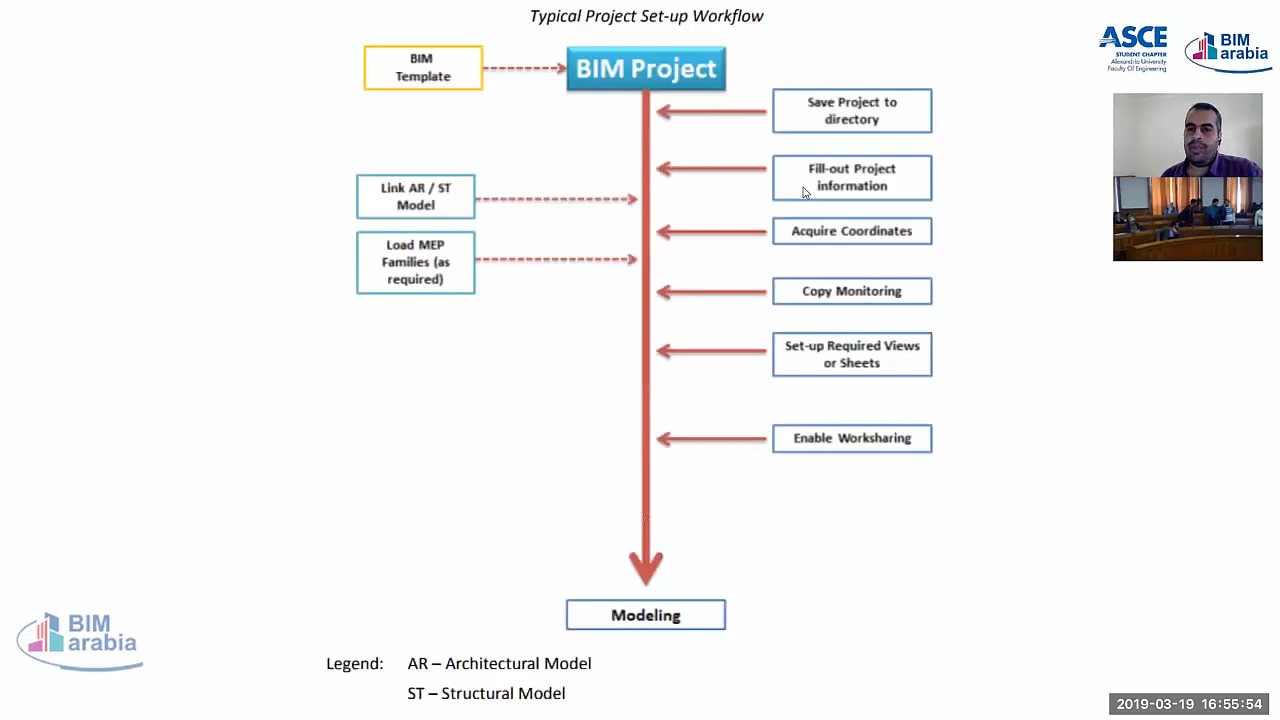 Typical Project Set-up Workflow
BIM
Template
BIM Project
Save Project to
directory
Fill-out Project
information
Link AR / ST
Model
Acquire Coordinates
Load MEP
Families (as
required)
Copy Monitoring
Set-up Required Views
or Sheets
Enable Worksharing
Modeling
Legend: AR – Architectural Model
ST – Structural Model
ASCE
STUDENT CHAPTER
Alexandria University
Faculty Of Engineering
BIM
arabia
BIM
arabia
2019-03-19 16:55:54